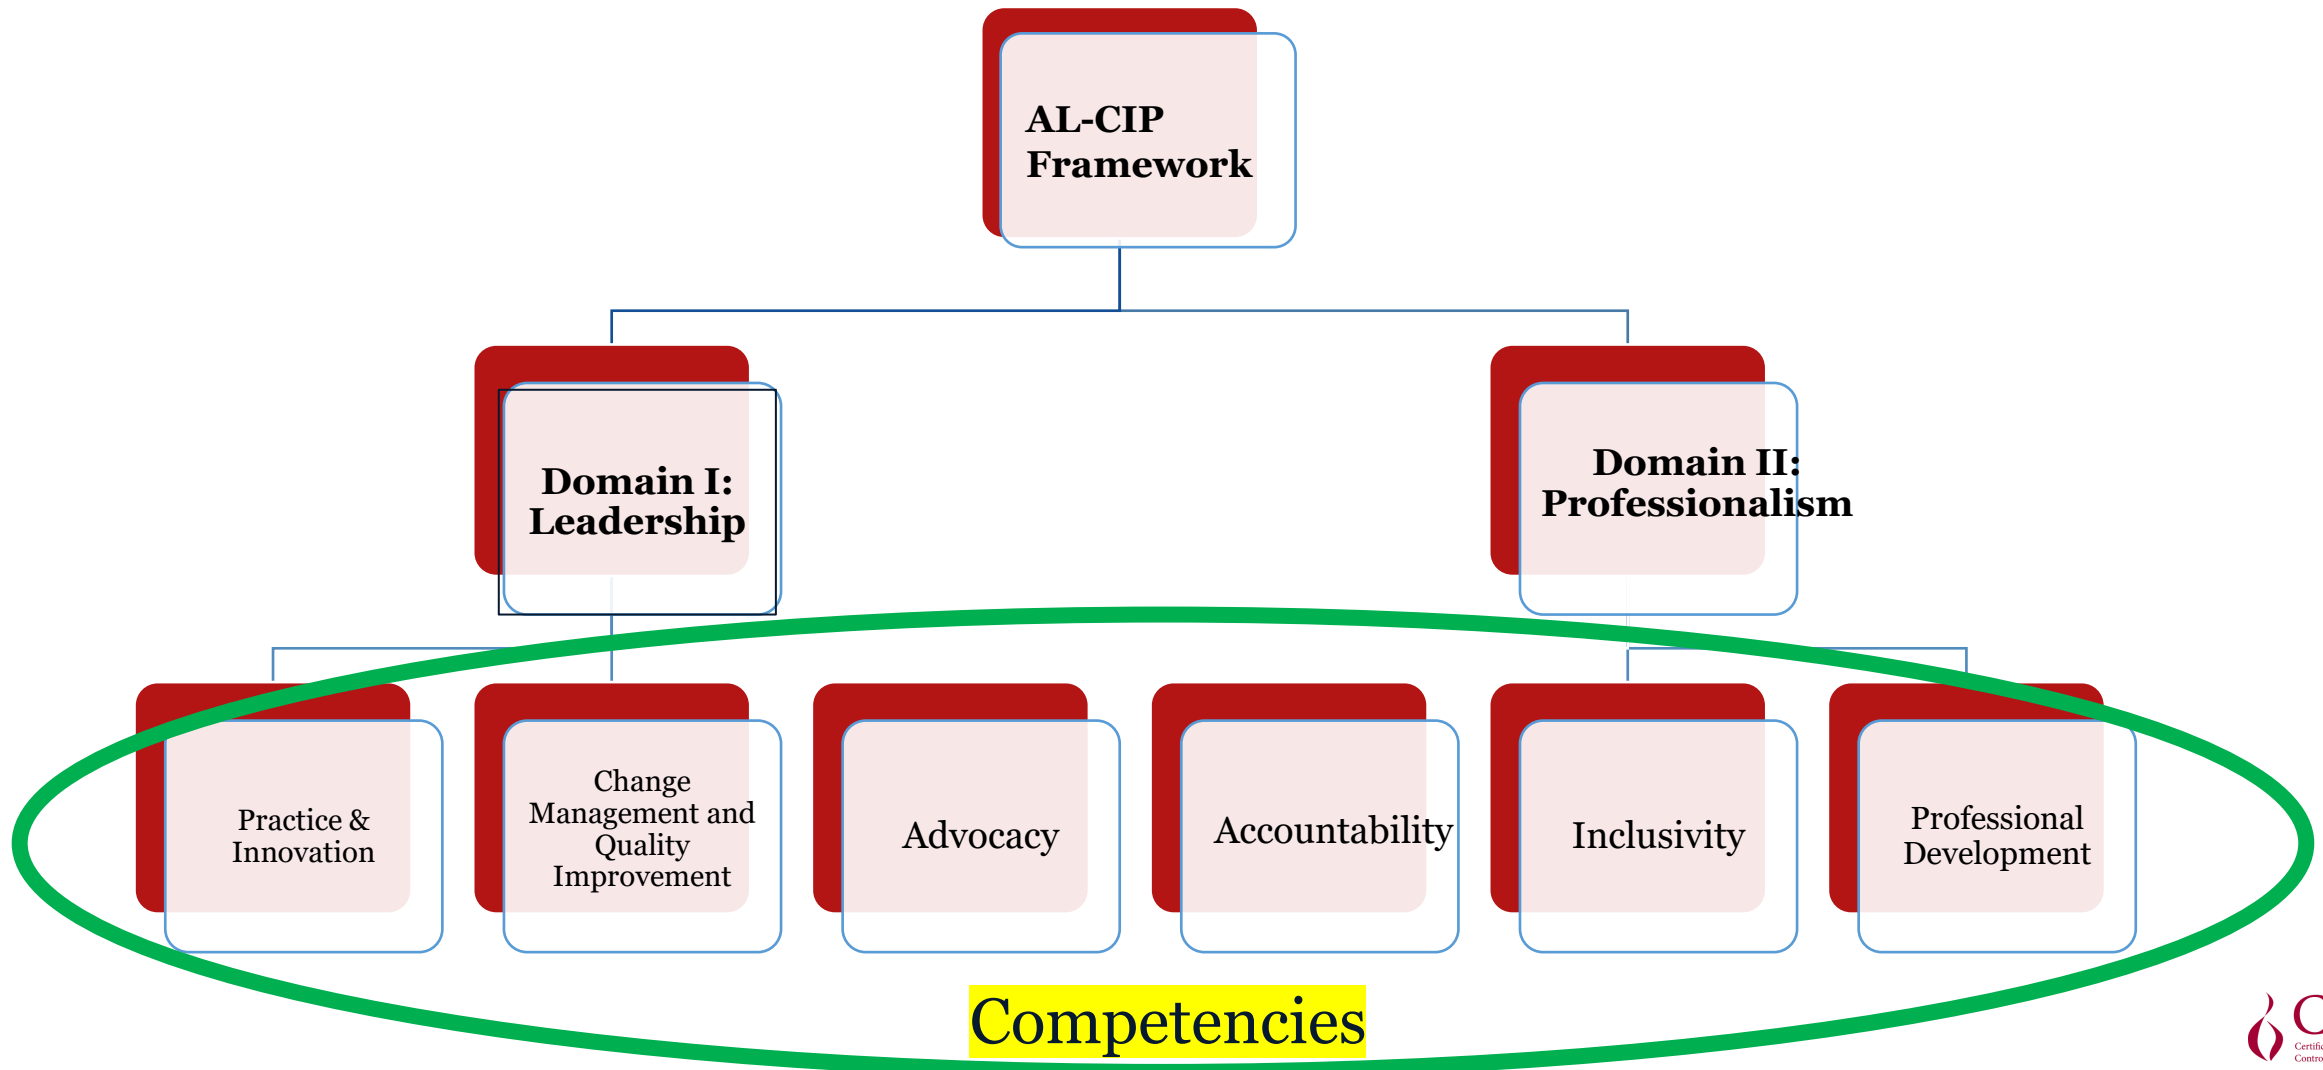 AL-CIP
Framework
Domain I:
Leadership
Domain II:
Professionalism
Practice &
Innovation
Change
Management and
Quality
Improvement
Advocacy
Accountability
Inclusivity
Professional
Development
Competencies